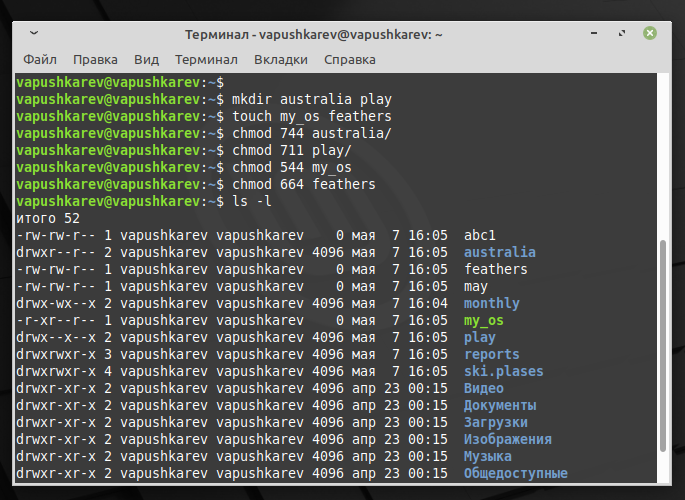 Терминал - vapushkarev@vapushkarev: ~
Файл Правка Вид Терминал Вкладки Справка
vapushkarev@vapushkarev:~$
vapushkarev@vapushkarev:~$ mkdir australia play
vapushkarev@vapushkarev:~$ touch my_os feathers
vapushkarev@vapushkarev:~$ chmod 744 australia/
vapushkarev@vapushkarev:~$ chmod 711 play/
vapushkarev@vapushkarev:~$ chmod 544 my_os
vapushkarev@vapushkarev:~$ chmod 664 feathers
vapushkarev@vapushkarev:~$ ls -l
итого 52
-rw-rw-r-- 1 vapushkarev vapushkarev    0 мая  7 16:05  abc1
drwxr--r-- 2 vapushkarev vapushkarev 4096 мая  7 16:05  australia
-rw-rw-r-- 1 vapushkarev vapushkarev    0 мая  7 16:05  feathers
-rw-rw-r-- 1 vapushkarev vapushkarev    0 мая  7 16:05  may
drwx-wx--x 2 vapushkarev vapushkarev 4096 мая  7 16:04  monthly
-r-xr--r-- 1 vapushkarev vapushkarev    0 мая  7 16:05  my_os
drwx--x--x 2 vapushkarev vapushkarev 4096 мая  7 16:05  play
drwxrwxr-x 3 vapushkarev vapushkarev 4096 мая  7 16:05  reports
drwxrwxr-x 4 vapushkarev vapushkarev 4096 мая  7 16:05  ski.plases
drwxr-xr-x 2 vapushkarev vapushkarev 4096 апр 23 00:15  Видео
drwxr-xr-x 2 vapushkarev vapushkarev 4096 апр 23 00:15  Документы
drwxr-xr-x 2 vapushkarev vapushkarev 4096 апр 23 00:15  Загрузки
drwxr-xr-x 2 vapushkarev vapushkarev 4096 апр 23 00:15  Изображения
drwxr-xr-x 2 vapushkarev vapushkarev 4096 апр 23 00:15  Музыка
drwxr-xr-x 2 vapushkarev vapushkarev 4096 апр 23 00:15  Общедоступные